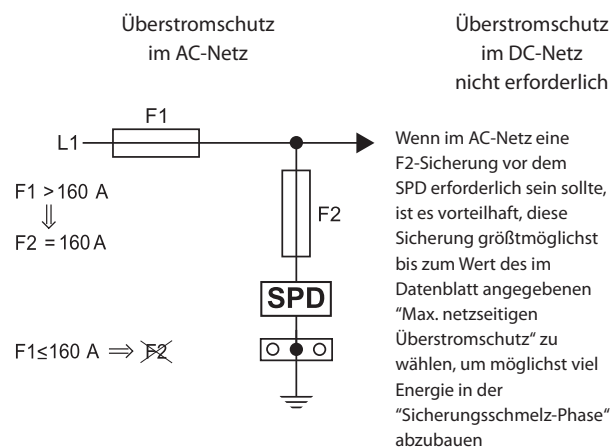 Überstromschutz
im AC-Netz
Überstromschutz
im DC-Netz
nicht erforderlich
F1
L1
F1 >160 A
⇓
F2 =160 A
F2
SPD
F1≤160 A ⇒ F2
Wenn im AC-Netz eine
F2-Sicherung vor dem
SPD erforderlich sein sollte,
ist es vorteilhaft, diese
Sicherung größtmöglichst
bis zum Wert des im
Datenblatt angegebenen
"Max. netzseitigen
Überstromschutz“ zu
wählen, um möglichst viel
Energie in der
"Sicherungsschmelz-Phase“
abzubauen